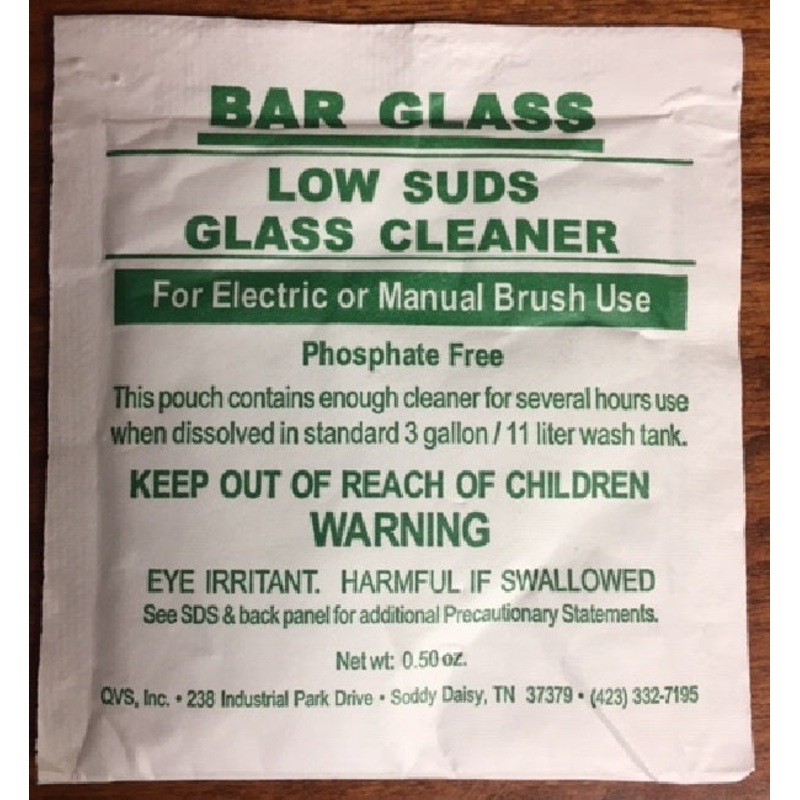 BAR GLASS
LOW SUDS
GLASS CLEANER
For Electric or Manual Brush Use
Phosphate Free
This pouch contains enough cleaner for several hours use
when dissolved in standard 3 gallon / 11 liter wash tank.
KEEP OUT OF REACH OF CHILDREN
WARNING
EYE IRRITANT. HARMFUL IF SWALLOWED
See SDS & back panel for additional Precautionary Statements.
Net wt: 0.50 oz.
QVS, Inc. • 238 Industrial Park Drive • Soddy Daisy, TN 37379 • (423) 332-7195